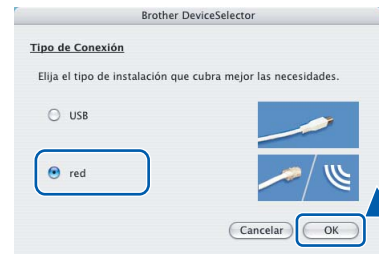 Brother DeviceSelector
Tipo de Conexión
Elija el tipo de instalación que cubra mejor las necesidades.
USB
red
Cancelar
OK